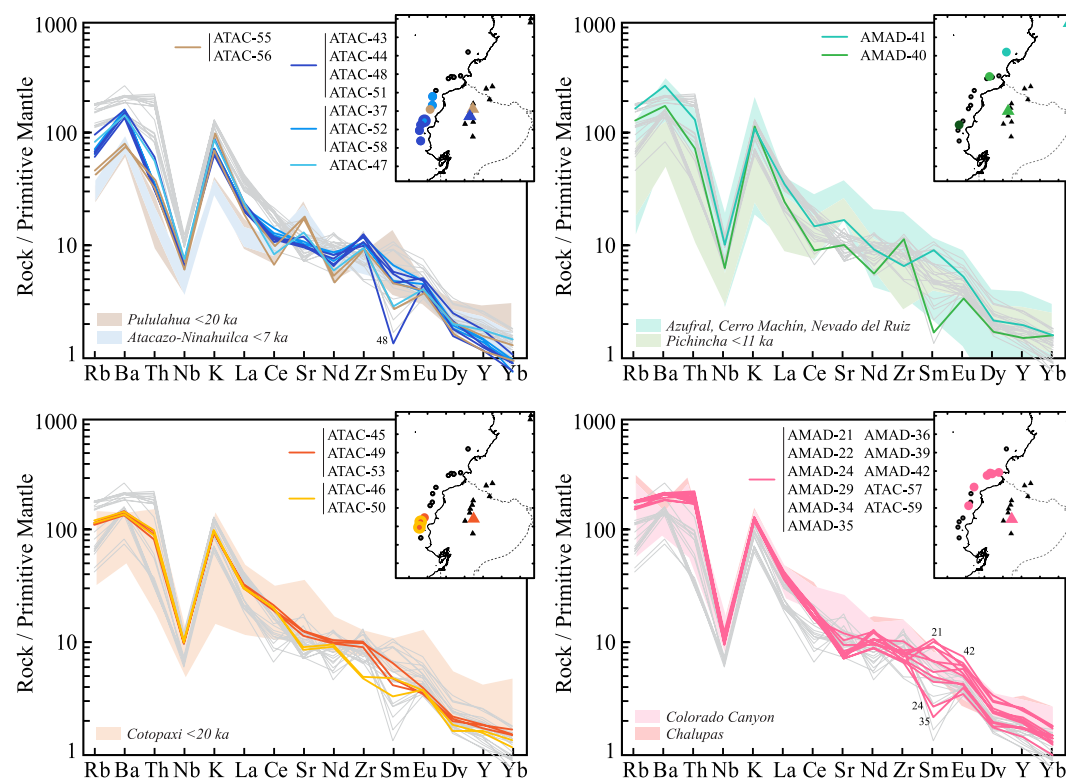 1000
100
10
1
Rock / Primitive Mantle
ATAC-55
ATAC-56
ATAC-43
ATAC-44
ATAC-48
ATAC-51
ATAC-37
ATAC-52
ATAC-58
ATAC-47
48
Pululahua <20 ka
Atacazo-Ninahuilca <7 ka
Rb Ba Th Nb K La Ce Sr Nd Zr Sm Eu Dy Y Yb
1000
100
10
1
Rock / Primitive Mantle
AMAD-41
AMAD-40
Azufral, Cerro Machín, Nevado del Ruiz
Pichincha <11 ka
Rb Ba Th Nb K La Ce Sr Nd Zr Sm Eu Dy Y Yb
1000
100
10
1
Rock / Primitive Mantle
ATAC-45
ATAC-49
ATAC-53
ATAC-46
ATAC-50
Cotopaxi <20 ka
Rb Ba Th Nb K La Ce Sr Nd Zr Sm Eu Dy Y Yb
1000
100
10
1
Rock / Primitive Mantle
AMAD-21 AMAD-36
AMAD-22 AMAD-39
AMAD-24 AMAD-42
AMAD-29 ATAC-57
AMAD-34 ATAC-59
AMAD-35
21
42
24
35
Colorado Canyon
Chalupas
Rb Ba Th Nb K La Ce Sr Nd Zr Sm Eu Dy Y Yb